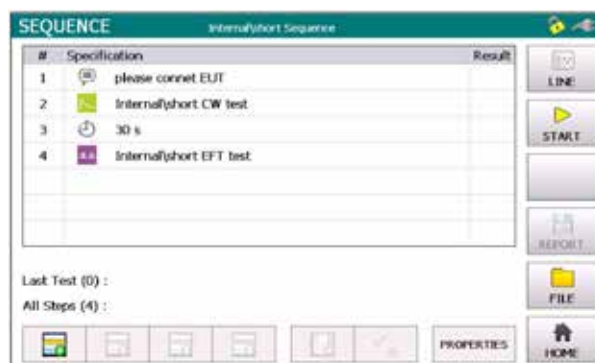 SEQUENCE
Internal\short Sequence
# Specification Result
1 please connet EUT
2 Internal\short CW test
3 30 s
4 Internal\short EFT test
Last Test (0) :
All Steps (4) :
PROPERTIES
LINE
START
REPORT
FILE
HOME